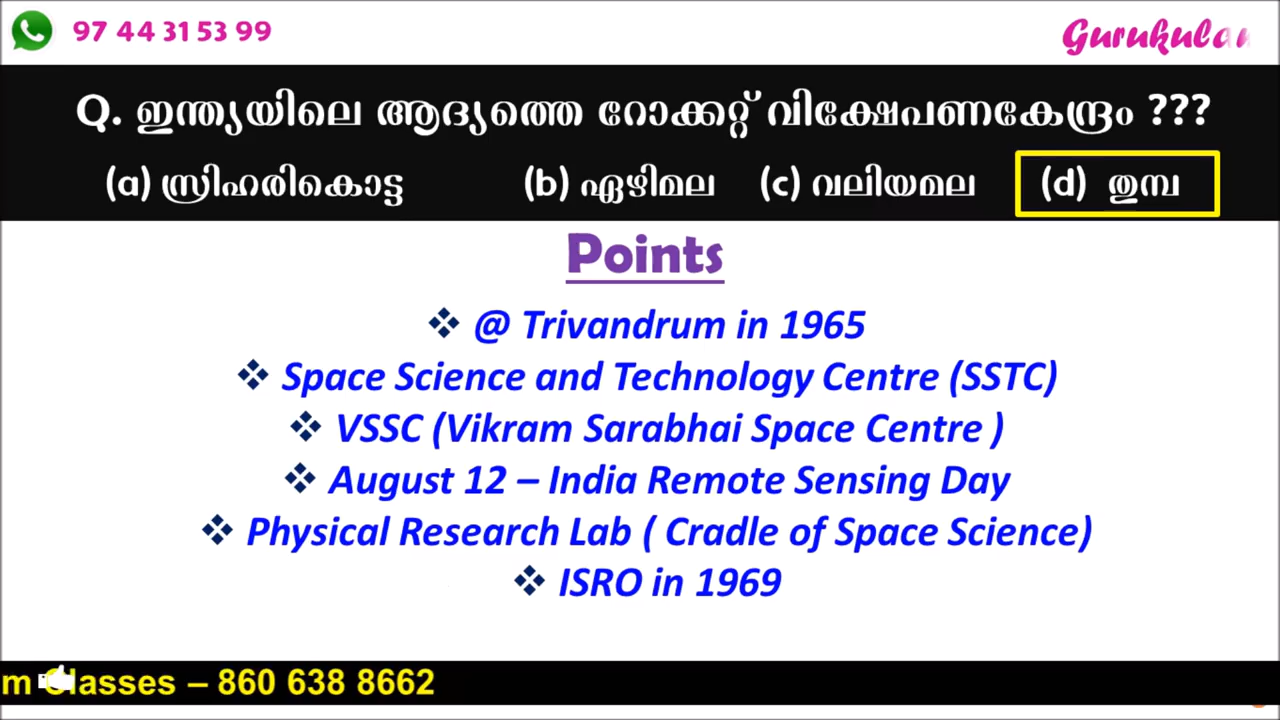 97 44 31 53 99
Gurukulam
Q. ഇന്ത്യയിലെ ആദ്യത്തെ റോക്കറ്റ് വിക്ഷേപണകേന്ദ്രം ???
(a) സ്രിഹരികൊട്ട (b) ഏഴിമല (c) വലിയമല (d) തുമ്പ
Points
❖ @ Trivandrum in 1965
❖ Space Science and Technology Centre (SSTC)
❖ VSSC (Vikram Sarabhai Space Centre )
❖ August 12 – India Remote Sensing Day
❖ Physical Research Lab ( Cradle of Space Science)
❖ ISRO in 1969
m Classes – 860 638 8662